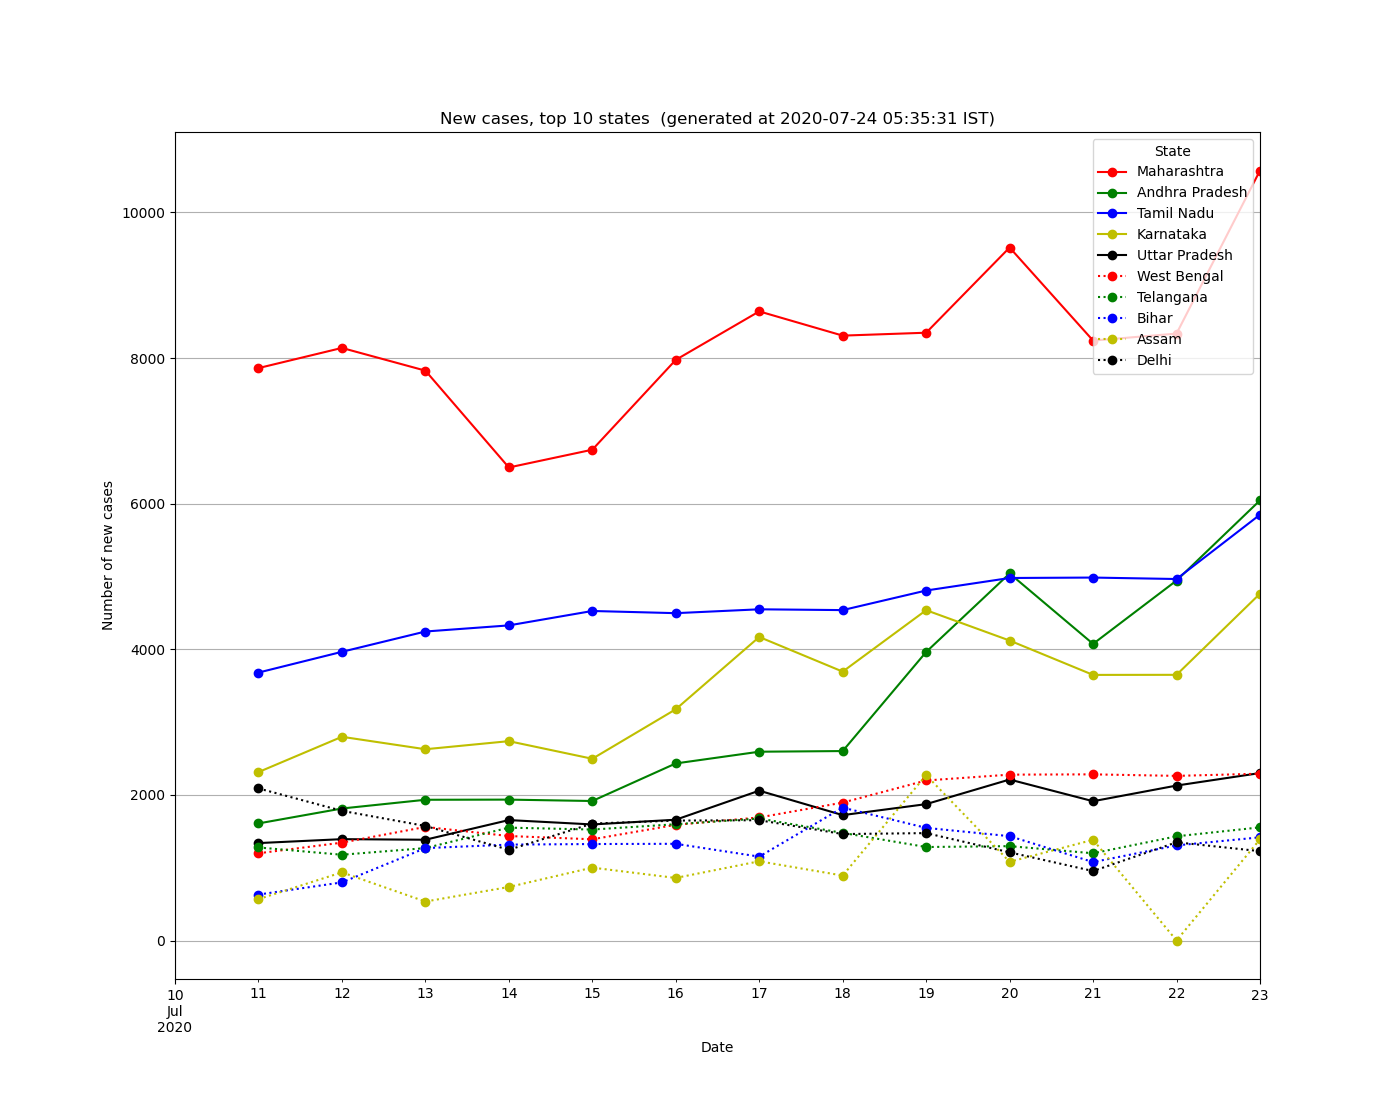 New cases, top 10 states  (generated at 2020-07-24 05:35:31 IST)
State
Maharashtra
Andhra Pradesh
Tamil Nadu
Karnataka
Uttar Pradesh
West Bengal
Telangana
Bihar
Assam
Delhi
Number of new cases
10000
8000
6000
4000
2000
0
10 11 12 13 14 15 16 17 18 19 20 21 22 23
Jul
2020
Date